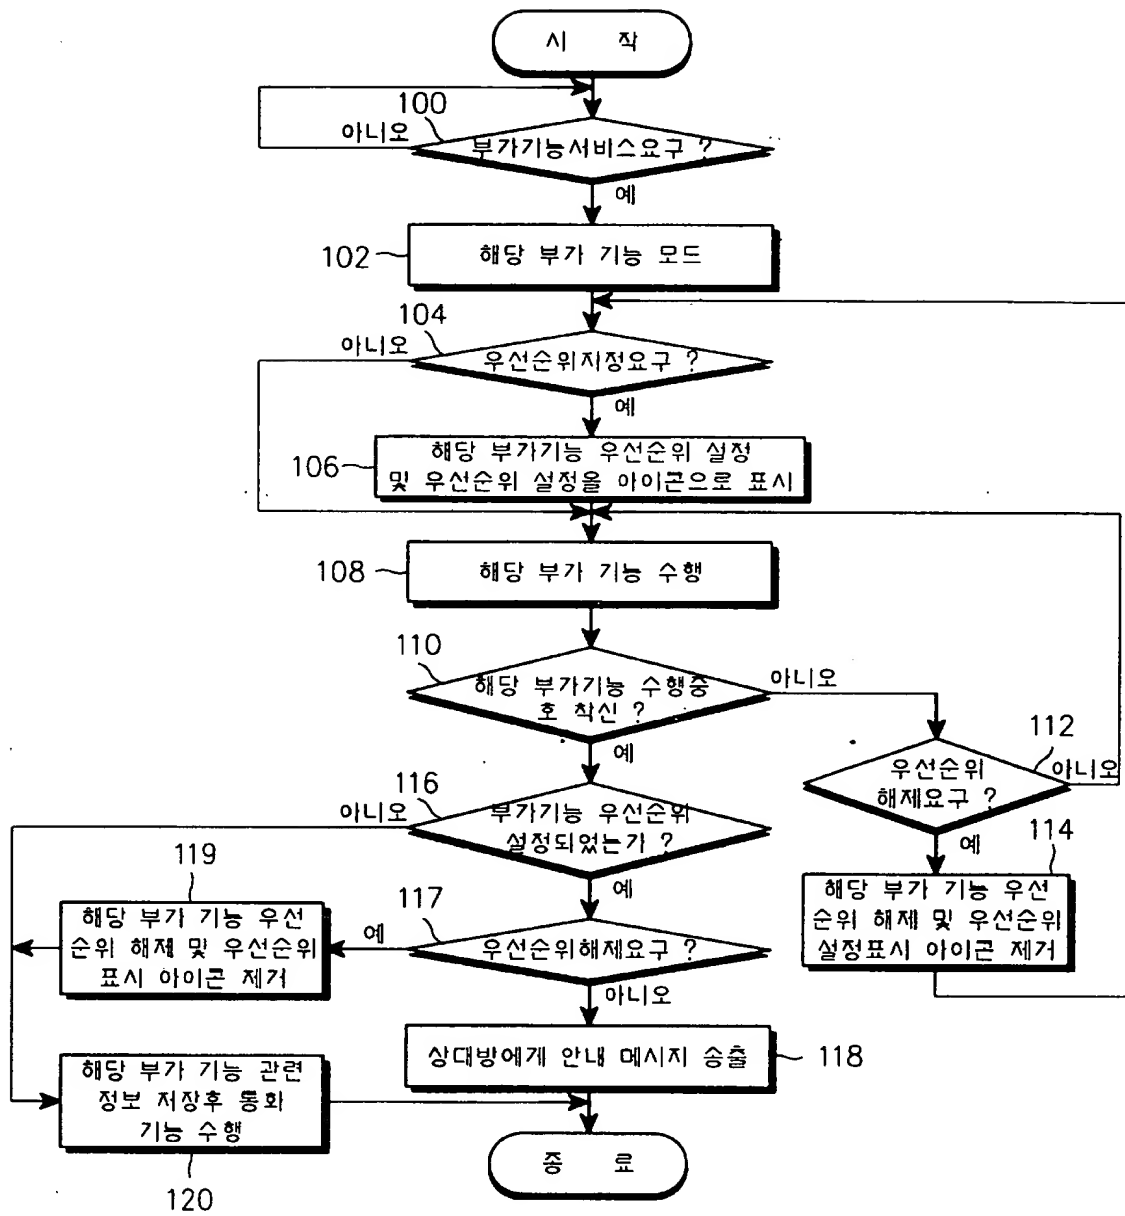 시 작
100
아니오
부가기능서비스요구 ?
예
102
해당 부가 기능 모드
104
아니오
우선순위지정요구 ?
예
106
해당 부가기능 우선순위 설정
및 우선순위 설정을 아이콘으로 표시
108
해당 부가 기능 수행
110
해당 부가기능 수행중
호 착신 ?
아니오
예
112
우선순위
해제요구 ?
아니오
예
116
아니오
부가기능 우선순위
설정되었는가 ?
예
114
해당 부가 기능 우선
순위 해제 및 우선순위
설정표시 아이콘 제거
119
해당 부가 기능 우선
순위 해제 및 우선순위
표시 아이콘 제거
117
예
우선순위해제요구 ?
아니오
상대방에게 안내 메시지 송출
118
해당 부가 기능 관련
정보 저장후 통화
기능 수행
120
종 료